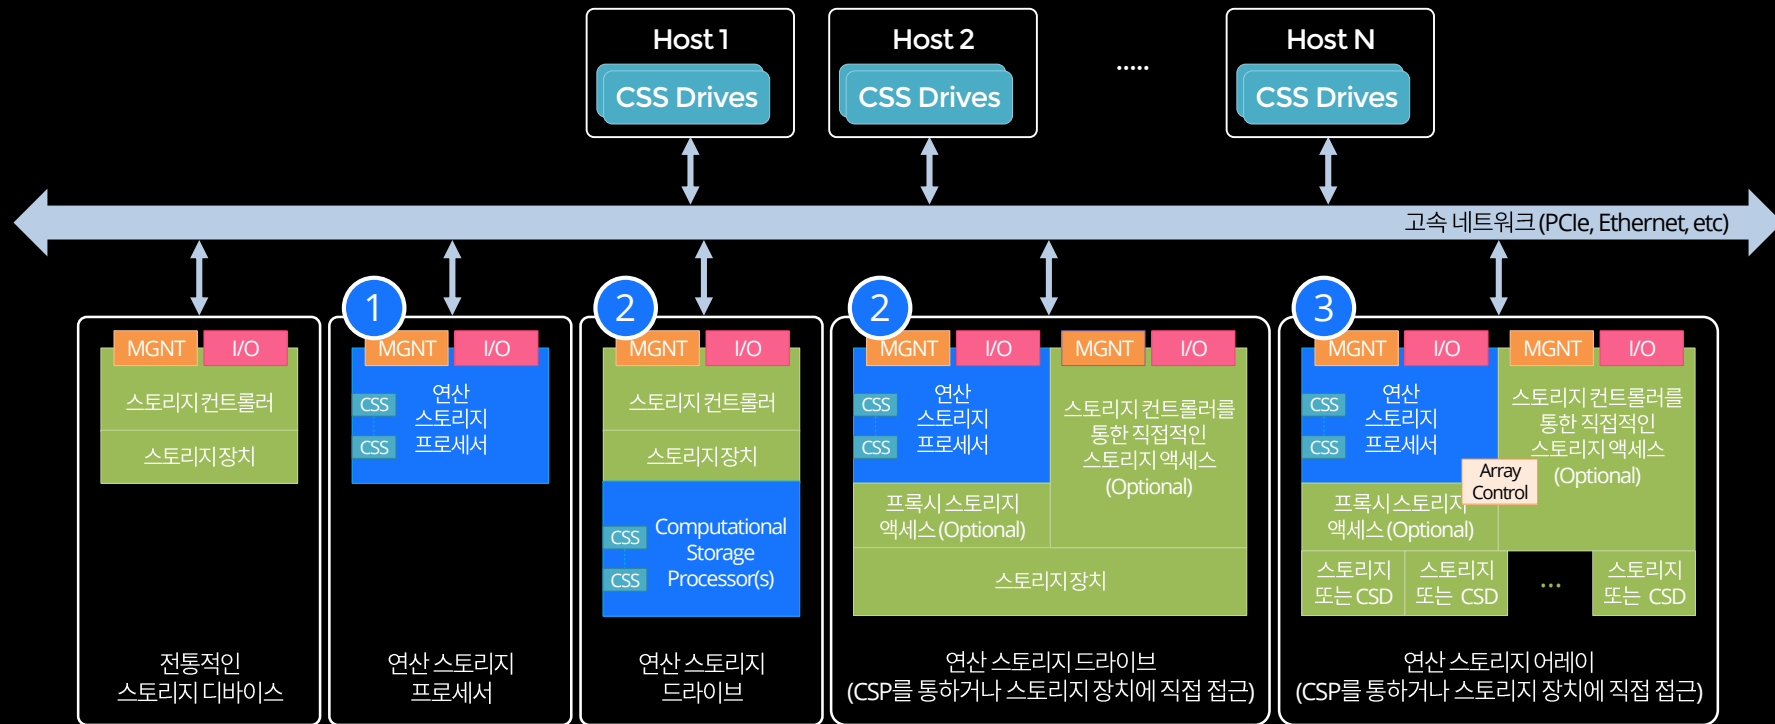 Host 1
CSS Drives
Host 2
CSS Drives
.....
Host N
CSS Drives
고속 네트워크 (PCIe, Ethernet, etc)
MGNT
I/O
스토리지 컨트롤러
스토리지 장치
전통적인
스토리지 디바이스
1
MGNT
I/O
CSS
CSS
연산
스토리지
프로세서
연산 스토리지
프로세서
2
MGNT
I/O
스토리지 컨트롤러
스토리지 장치
CSS
CSS
Computational
Storage
Processor(s)
연산 스토리지
드라이브
2
MGNT
I/O
MGNT
I/O
CSS
CSS
연산
스토리지
프로세서
스토리지 컨트롤러를
통한 직접적인
스토리지 액세스
(Optional)
프록시 스토리지
액세스 (Optional)
스토리지 장치
연산 스토리지 드라이브
(CSP를 통하거나 스토리지 장치에 직접 접근)
3
MGNT
I/O
MGNT
I/O
CSS
CSS
연산
스토리지
프로세서
스토리지 컨트롤러를
통한 직접적인
스토리지 액세스
(Optional)
Array
Control
프록시 스토리지
액세스 (Optional)
스토리지
또는 CSD
스토리지
또는 CSD
...
스토리지
또는 CSD
연산 스토리지 어레이
(CSP를 통하거나 스토리지 장치에 직접 접근)